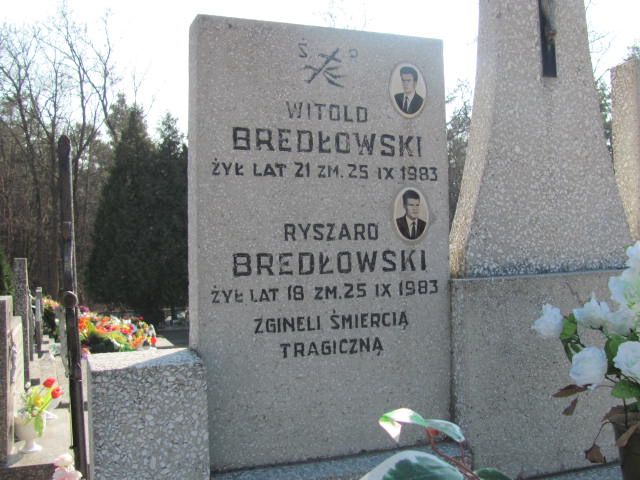 Ś P
WITOLD
BREDŁOWSKI
ŻYŁ LAT 21 ZM. 25 IX 1983
RYSZARD
BREDŁOWSKI
ŻYŁ LAT 18 ZM. 25 IX 1983
ZGINELI ŚMIERCIĄ
TRAGICZNĄ